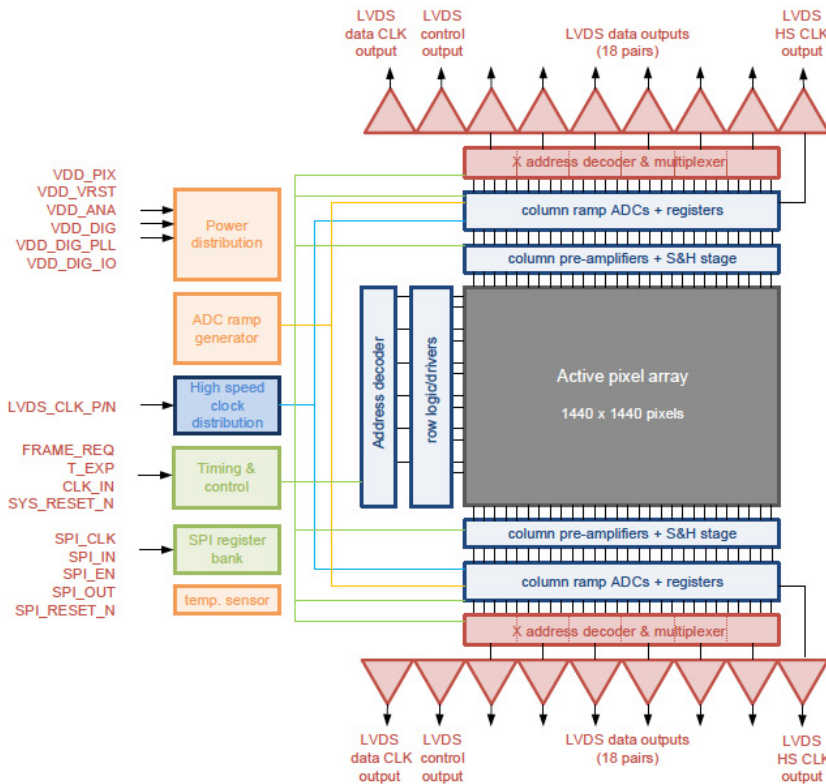 LVDS
data CLK
output
LVDS
control
output
LVDS data outputs
(18 pairs)
LVDS
HS CLK
output
X address decoder & multiplexer
column ramp ADCs + registers
column pre-amplifiers + S&H stage
VDD_PIX
VDD_VRST
VDD_ANA
VDD_DIG
VDD_DIG_PLL
VDD_DIG_IO
Power
distribution
ADC ramp
generator
LVDS_CLK_P/N
High speed
clock
distribution
FRAME_REQ
T_EXP
CLK_IN
SYS_RESET_N
Timing &
control
SPI_CLK
SPI_IN
SPI_EN
SPI_OUT
SPI_RESET_N
SPI register
bank
temp. sensor
Address decoder
row logic/drivers
Active pixel array
1440 x 1440 pixels
column pre-amplifiers + S&H stage
column ramp ADCs + registers
X address decoder & multiplexer
LVDS
data CLK
output
LVDS
control
output
LVDS data outputs
(18 pairs)
LVDS
HS CLK
output